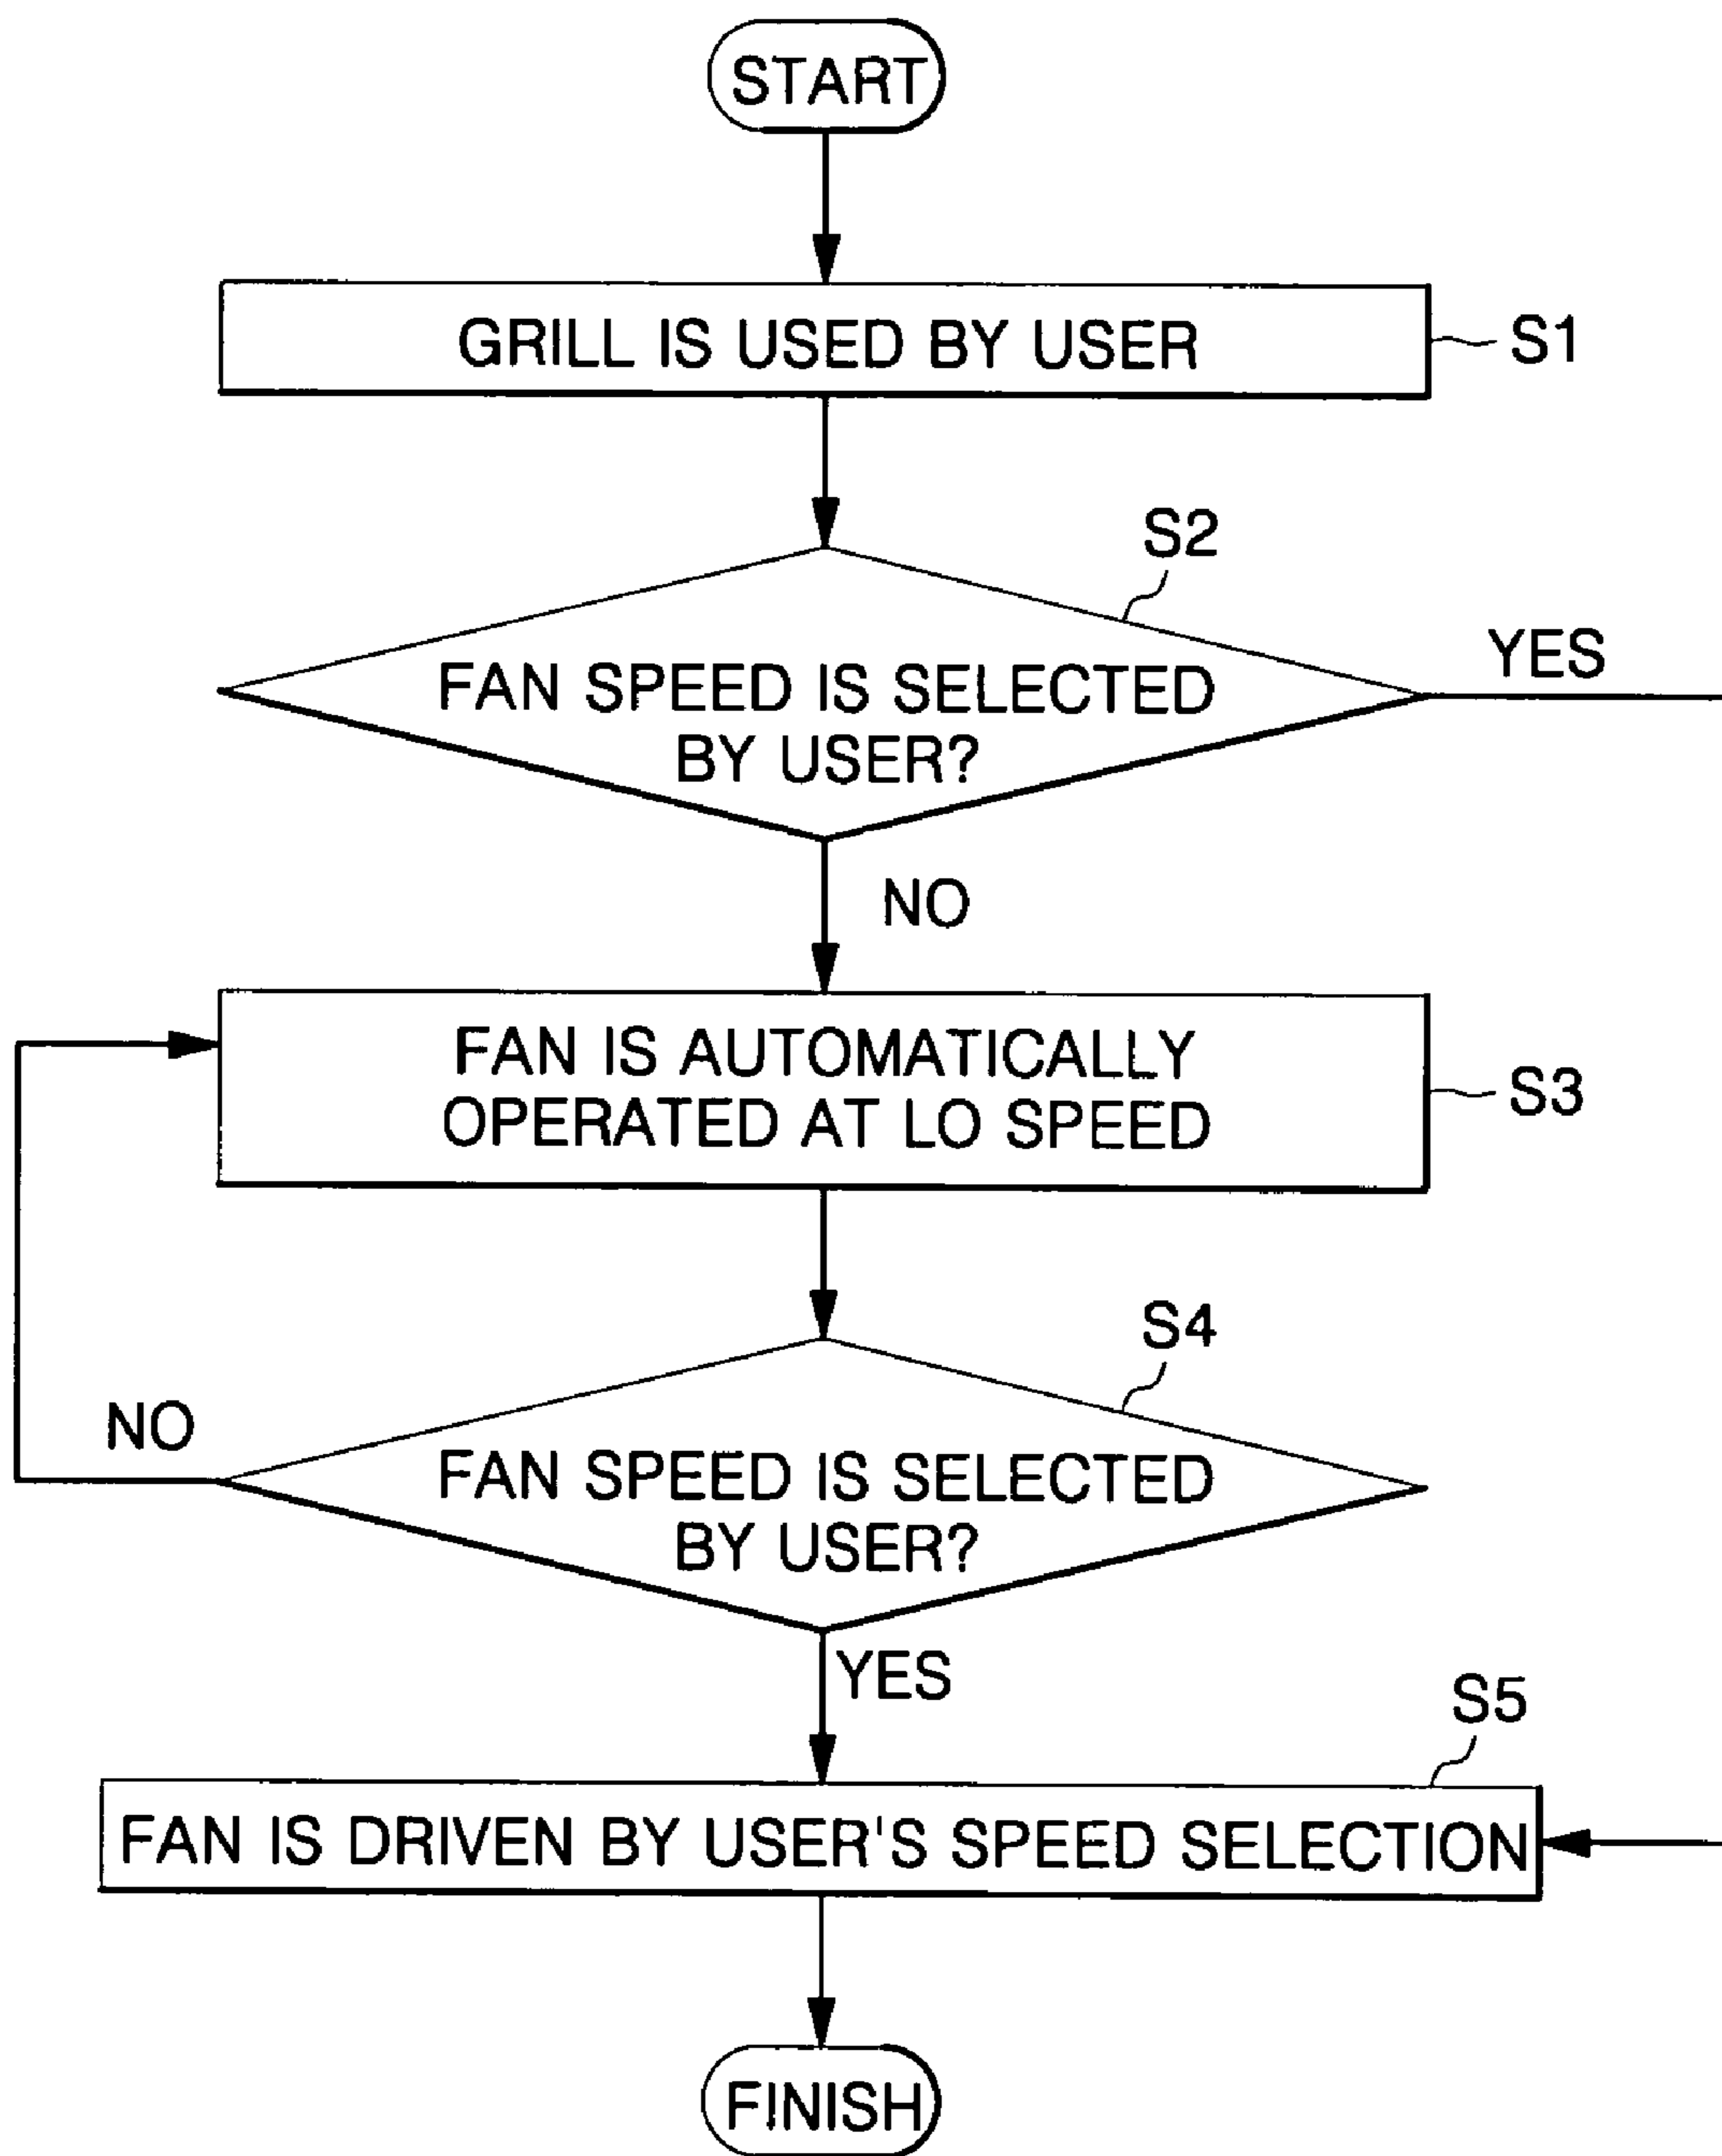 START
GRILL IS USED BY USER
S1
S2
FAN SPEED IS SELECTED
BY USER?
YES
NO
FAN IS AUTOMATICALLY
OPERATED AT LO SPEED
S3
S4
FAN SPEED IS SELECTED
BY USER?
NO
YES
S5
FAN IS DRIVEN BY USER'S SPEED SELECTION
FINISH